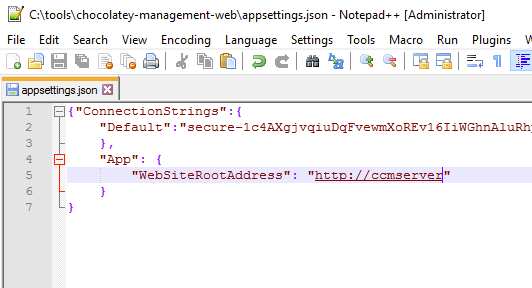 C:\tools\chocolatey-management-web\appsettings.json - Notepad++ [Administrator]
File Edit Search View Encoding Language Settings Tools Macro Run Plugins
appsettings.json
1 {"ConnectionStrings":{
2 "Default":"secure-1c4AXgjvqiuDqFvewmXoREv16IiWGhnAluRh
3 },
4 "App": {
5 "WebSiteRootAddress": "http://ccmserver"
6 }
7 }